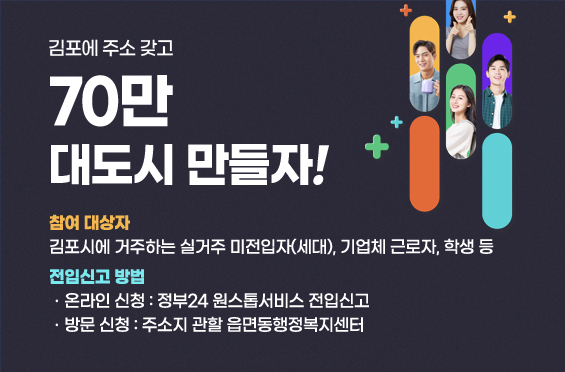 김포에 주소 갖고
70만
대도시 만들자!
참여 대상자
김포시에 거주하는 실거주 미전입자(세대), 기업체 근로자, 학생 등
전입신고 방법
· 온라인 신청 : 정부24 원스톱서비스 전입신고
· 방문 신청 : 주소지 관할 읍면동행정복지센터